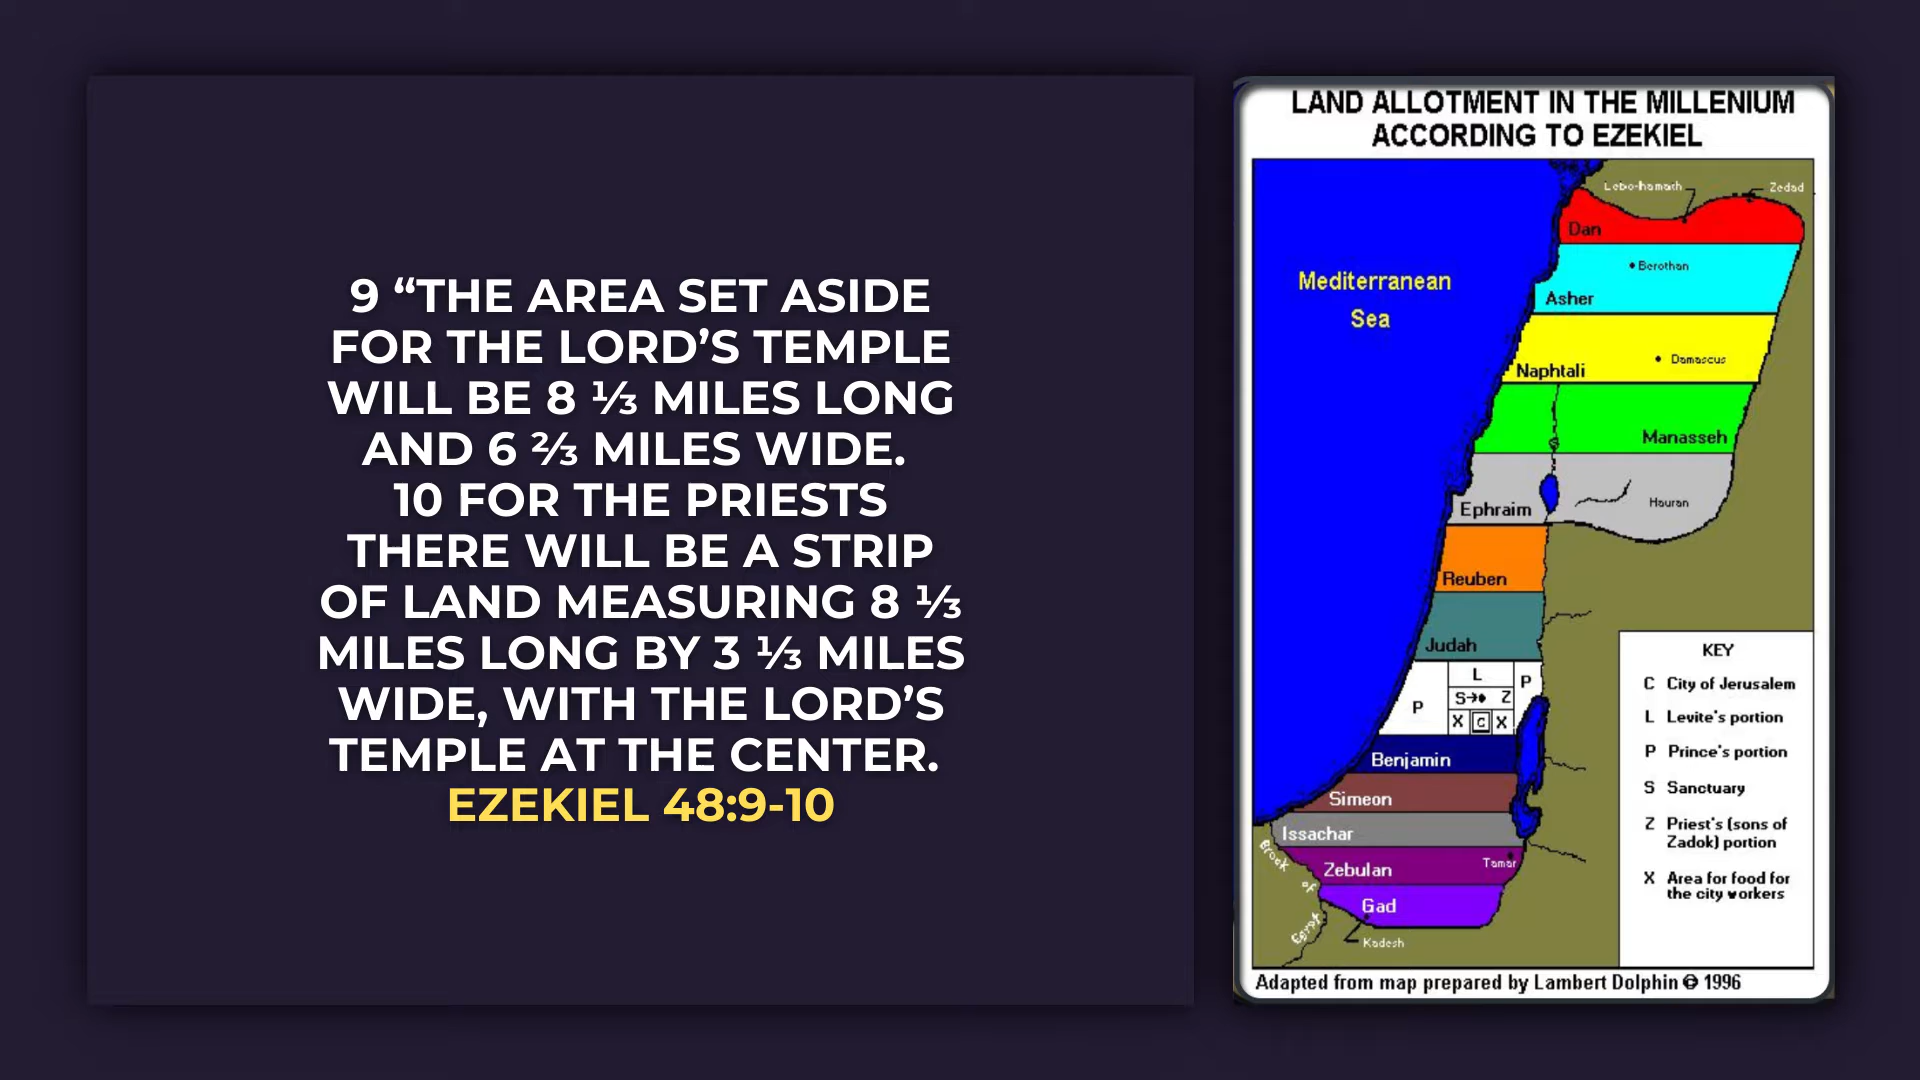 9 “THE AREA SET ASIDE
FOR THE LORD’S TEMPLE
WILL BE 8 ⅓ MILES LONG
AND 6 ⅔ MILES WIDE.
10 FOR THE PRIESTS
THERE WILL BE A STRIP
OF LAND MEASURING 8 ⅓
MILES LONG BY 3 ⅓ MILES
WIDE, WITH THE LORD’S
TEMPLE AT THE CENTER.
EZEKIEL 48:9-10
LAND ALLOTMENT IN THE MILLENIUM
ACCORDING TO EZEKIEL
Lebo-hamath
Zedad
Dan
Berothan
Mediterranean
Sea
Asher
Damascus
Naphtali
Manasseh
Hauran
Ephraim
Reuben
Judah
L
P
S Z
P
X C X
Benjamin
Simeon
Issachar
Brook
of
Egypt
Zebulan
Tamar
Gad
Kadesh
KEY
C City of Jerusalem
L Levite's portion
P Prince's portion
S Sanctuary
Z Priest's (sons of
Zadok) portion
X Area for food for
the city workers
Adapted from map prepared by Lambert Dolphin © 1996